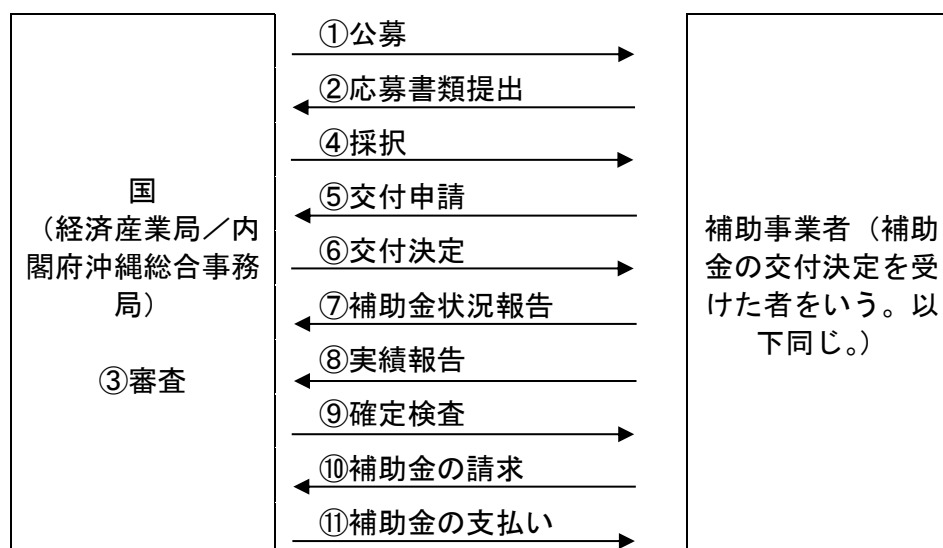 ①公募
②応募書類提出
④採択
⑤交付申請
⑥交付決定
⑦補助金状況報告
⑧実績報告
⑨確定検査
⑩補助金の請求
⑪補助金の支払い
国
（経済産業局／内
閣府沖縄総合事務
局）
③審査
補助事業者（補助
金の交付決定を受
けた者をいう。以
下同じ。）